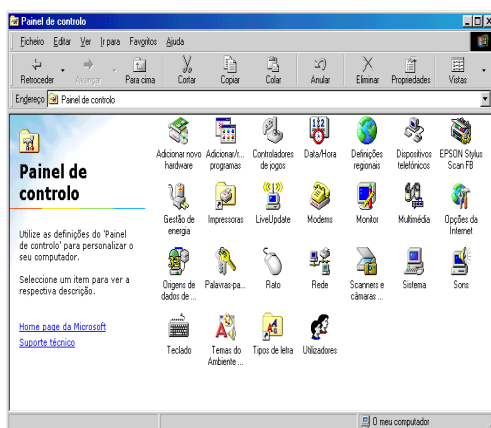 Painel de controlo
Ficheiro Editar Ver Ir para Favoritos Ajuda
Retroceder Avançar Para cima Cortar Copiar Colar Anular Eliminar Propriedades Vistas
Endereço Painel de controlo
Painel de
controlo
Utilize as definições do 'Painel
de controlo' para personalizar o
seu computador.
Seleccione um item para ver a
respectiva descrição.
Home page da Microsoft
Suporte técnico
Adicionar novo
hardware
Adicionar/r...
programas
Controladores
de jogos
Data/Hora
Definições
regionais
Dispositivos
telefónicos
EPSON Stylus
Scan FB
Gestão de
energia
Impressoras
LiveUpdate
Modems
Monitor
Multimédia
Opções da
Internet
Origens de
dados de ...
Palavras-pa...
Rato
Rede
Scanners e
câmaras ...
Sistema
Sons
Teclado
Temas do
Ambiente ...
Tipos de letra
Utilizadores
O meu computador